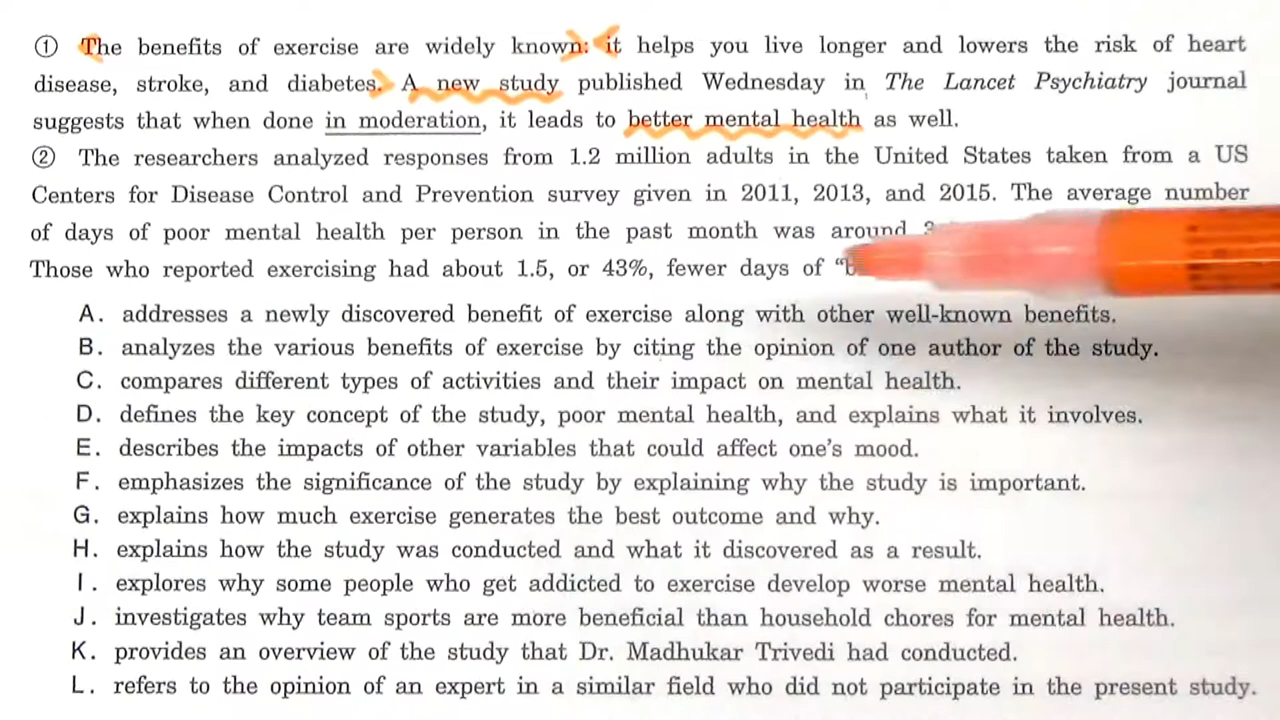 ① The benefits of exercise are widely known: it helps you live longer and lowers the risk of heart
disease, stroke, and diabetes. A new study published Wednesday in The Lancet Psychiatry journal
suggests that when done in moderation, it leads to better mental health as well.
② The researchers analyzed responses from 1.2 million adults in the United States taken from a US
Centers for Disease Control and Prevention survey given in 2011, 2013, and 2015. The average number
of days of poor mental health per person in the past month was around
Those who reported exercising had about 1.5, or 43%, fewer days of
A. addresses a newly discovered benefit of exercise along with other well-known benefits.
B. analyzes the various benefits of exercise by citing the opinion of one author of the study.
C. compares different types of activities and their impact on mental health.
D. defines the key concept of the study, poor mental health, and explains what it involves.
E. describes the impacts of other variables that could affect one's mood.
F. emphasizes the significance of the study by explaining why the study is important.
G. explains how much exercise generates the best outcome and why.
H. explains how the study was conducted and what it discovered as a result.
I. explores why some people who get addicted to exercise develop worse mental health.
J. investigates why team sports are more beneficial than household chores for mental health.
K. provides an overview of the study that Dr. Madhukar Trivedi had conducted.
L. refers to the opinion of an expert in a similar field who did not participate in the present study.